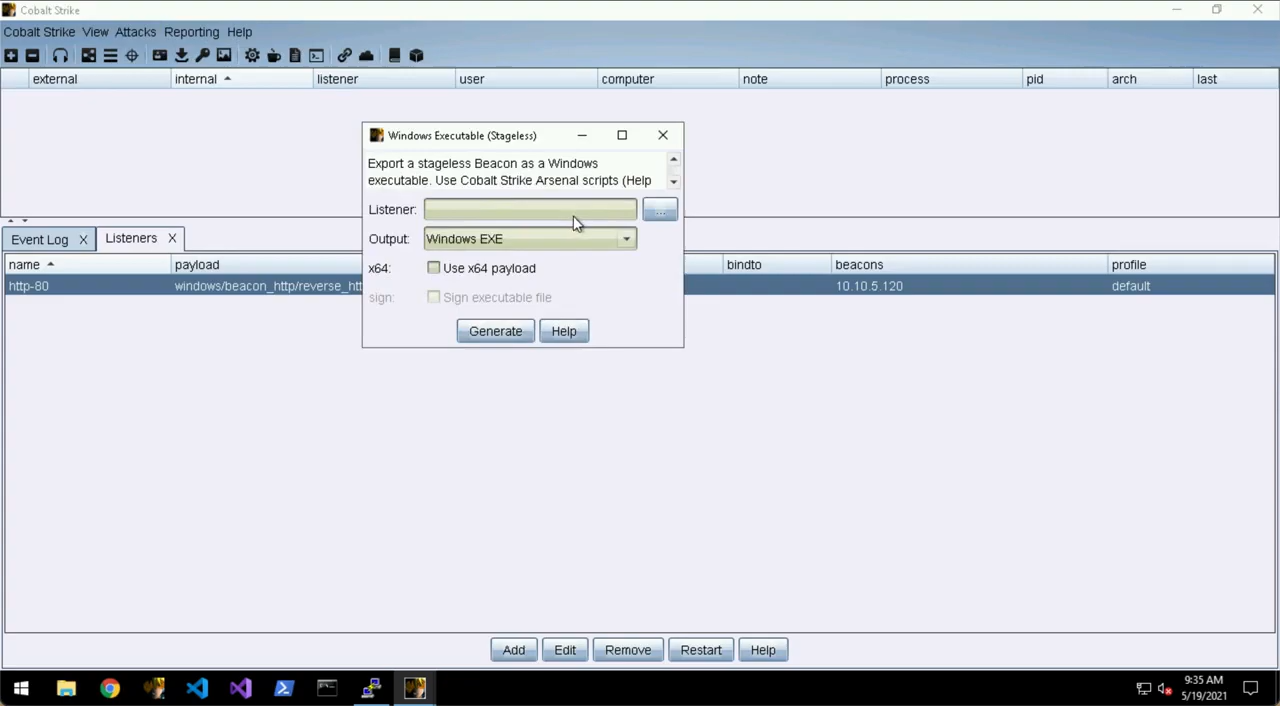 Cobalt Strike
Cobalt Strike View Attacks Reporting Help
external internal listener user computer note process pid arch last
Windows Executable (Stageless)
Export a stageless Beacon as a Windows
executable. Use Cobalt Strike Arsenal scripts (Help
Listener: ...
Output: Windows EXE
x64: Use x64 payload
sign: Sign executable file
Generate Help
Event Log X Listeners X
name payload bindto beacons profile
http-80 windows/beacon_http/reverse_htt 10.10.5.120 default
Add Edit Remove Restart Help
9:35 AM
5/19/2021